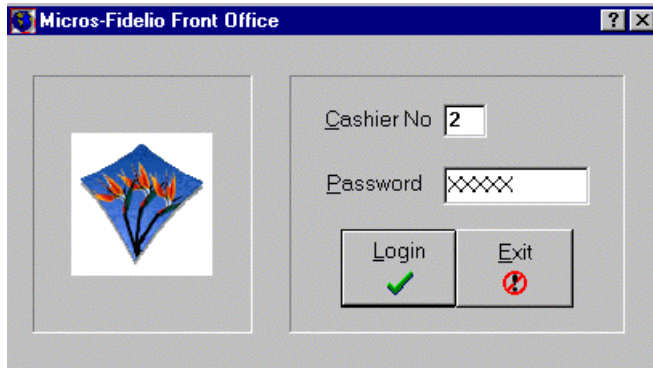 Micros-Fidelio Front Office
Cashier No 2
Password XXXXX
Login Exit